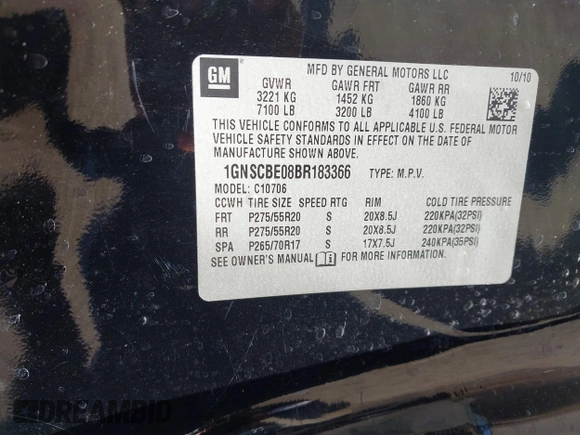 GM
MFD BY GENERAL MOTORS LLC 10/10
GVWR GAWR FRT GAWR RR
3221 KG 1452 KG 1860 KG
7100 LB 3200 LB 4100 LB
THIS VEHICLE CONFORMS TO ALL APPLICABLE U.S. FEDERAL MOTOR
VEHICLE SAFETY STANDARDS IN EFFECT ON THE DATE OF
MANUFACTURE SHOWN ABOVE.
1GNSCBE08BR183366 TYPE: M.P.V.
MODEL: C10706
CCWH TIRE SIZE SPEED RTG RIM COLD TIRE PRESSURE
FRT P275/55R20 S 20X8.5J 220KPA(32PSI)
RR P275/55R20 S 20X8.5J 220KPA(32PSI)
SPA P265/70R17 S 17X7.5J 240KPA(35PSI)
SEE OWNER'S MANUAL FOR MORE INFORMATION.
DREAMBID